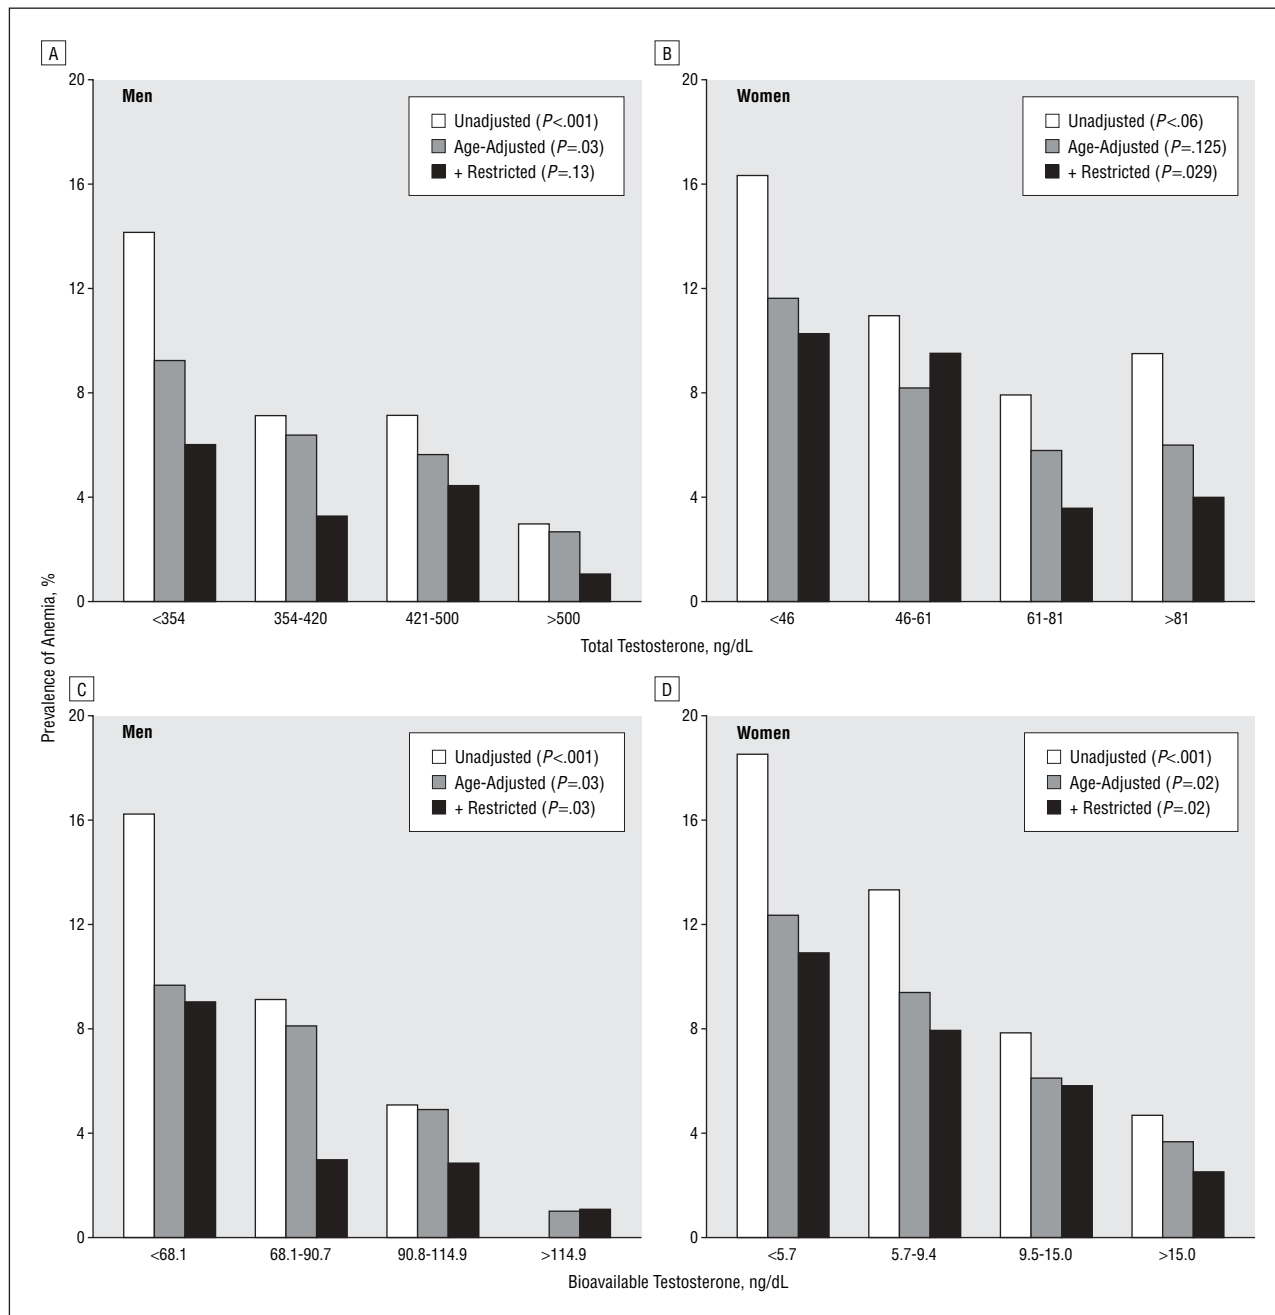 A
20
16
12
8
4
0
Men
Unadjusted (P<.001)
Age-Adjusted (P=.03)
+ Restricted (P=.13)
<354
354-420
421-500
>500
B
20
16
12
8
4
0
Women
Unadjusted (P<.06)
Age-Adjusted (P=.125)
+ Restricted (P=.029)
<46
46-61
61-81
>81
Total Testosterone, ng/dL
Prevalence of Anemia, %
C
20
16
12
8
4
0
Men
Unadjusted (P<.001)
Age-Adjusted (P=.03)
+ Restricted (P=.03)
<68.1
68.1-90.7
90.8-114.9
>114.9
D
20
16
12
8
4
0
Women
Unadjusted (P<.001)
Age-Adjusted (P=.02)
+ Restricted (P=.02)
<5.7
5.7-9.4
9.5-15.0
>15.0
Bioavailable Testosterone, ng/dL